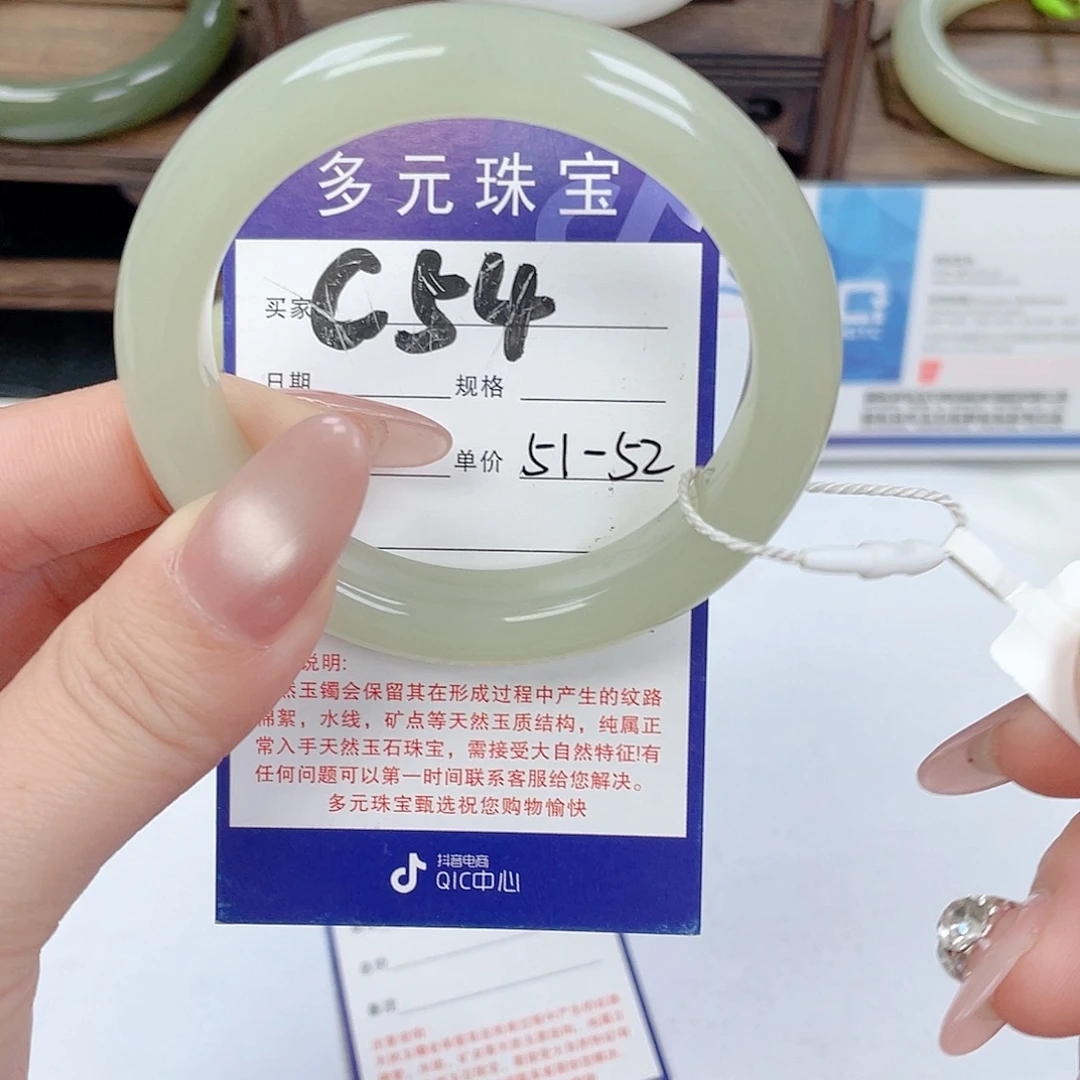 多元珠宝
买家 C54
日期 规格
单价 51-52
说明:
然玉镯会保留其在形成过程中产生的纹路
棉絮，水线，矿点等天然玉质结构，纯属正
常入手天然玉石珠宝，需接受大自然特征!有
任何问题可以第一时间联系客服给您解决。
多元珠宝甄选祝您购物愉快
抖音电商
QIC中心